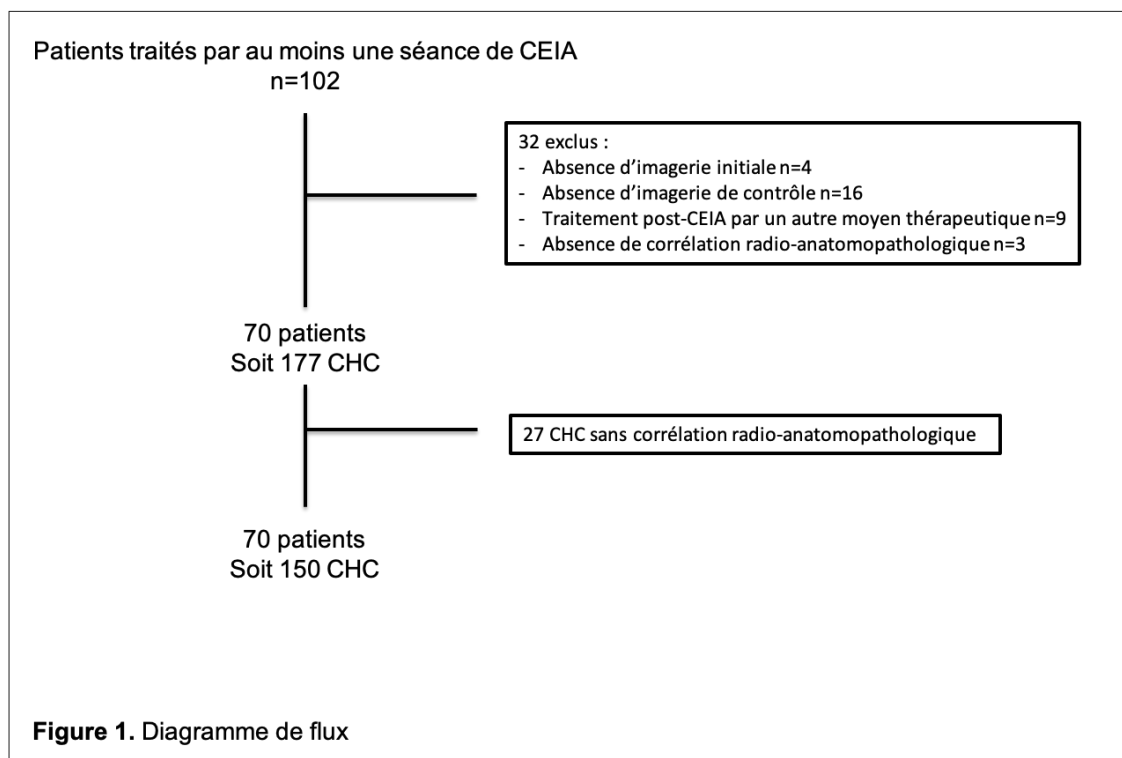 Patients traités par au moins une séance de CEIA
n=102
32 exclus :
- Absence d'imagerie initiale n=4
- Absence d'imagerie de contrôle n=16
- Traitement post-CEIA par un autre moyen thérapeutique n=9
- Absence de corrélation radio-anatomopathologique n=3
70 patients
Soit 177 CHC
27 CHC sans corrélation radio-anatomopathologique
70 patients
Soit 150 CHC
Figure 1. Diagramme de flux